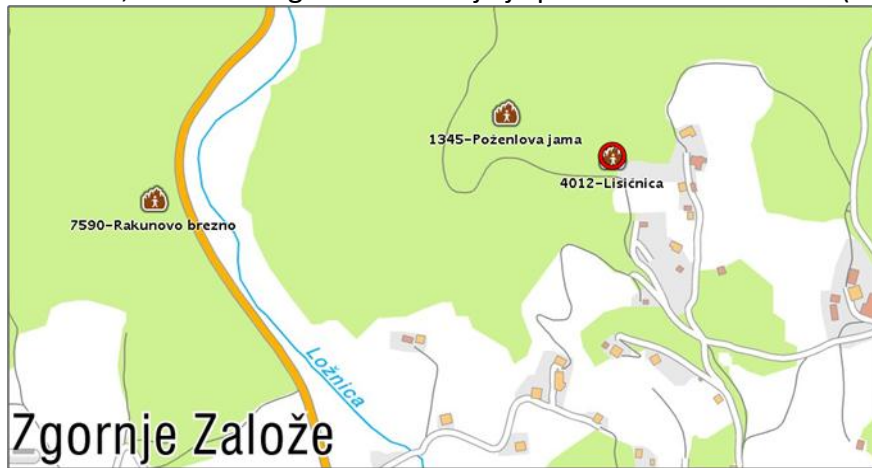 1345-Poženlova jama
4012-Lisičnica
7590-Rakunovo brezno
Ložnica
Zgornje Založe